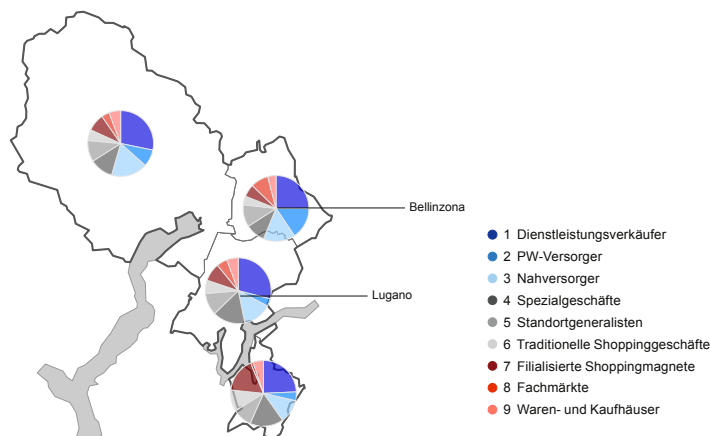 Bellinzona
Lugano
1 Dienstleistungsverkäufer
2 PW-Versorger
3 Nahversorger
4 Spezialgeschäfte
5 Standortgeneralisten
6 Traditionelle Shoppinggeschäfte
7 Filialisierte Shoppingmagnete
8 Fachmärkte
9 Waren- und Kaufhäuser